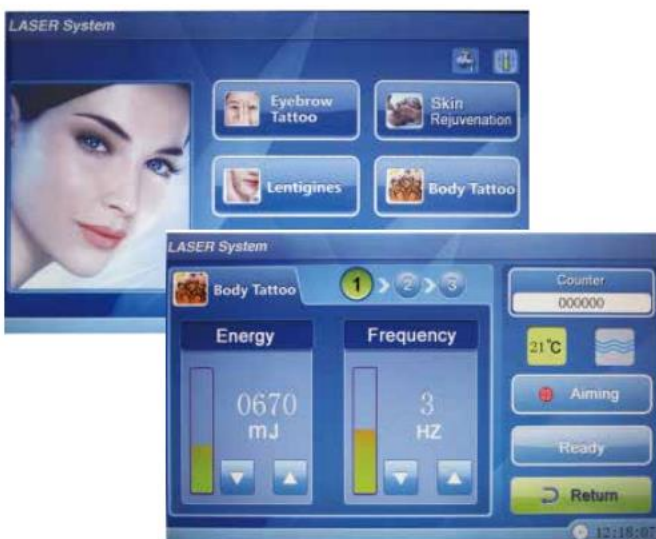 LASER System
Eyebrow
Tattoo
Skin
Rejuvenation
Lentigines
Body Tattoo
LASER System
Body Tattoo
1 > 2 > 3
Counter
000000
Energy
Frequency
21°C
0670
mJ
3
HZ
Aiming
Ready
Return
12:18:07